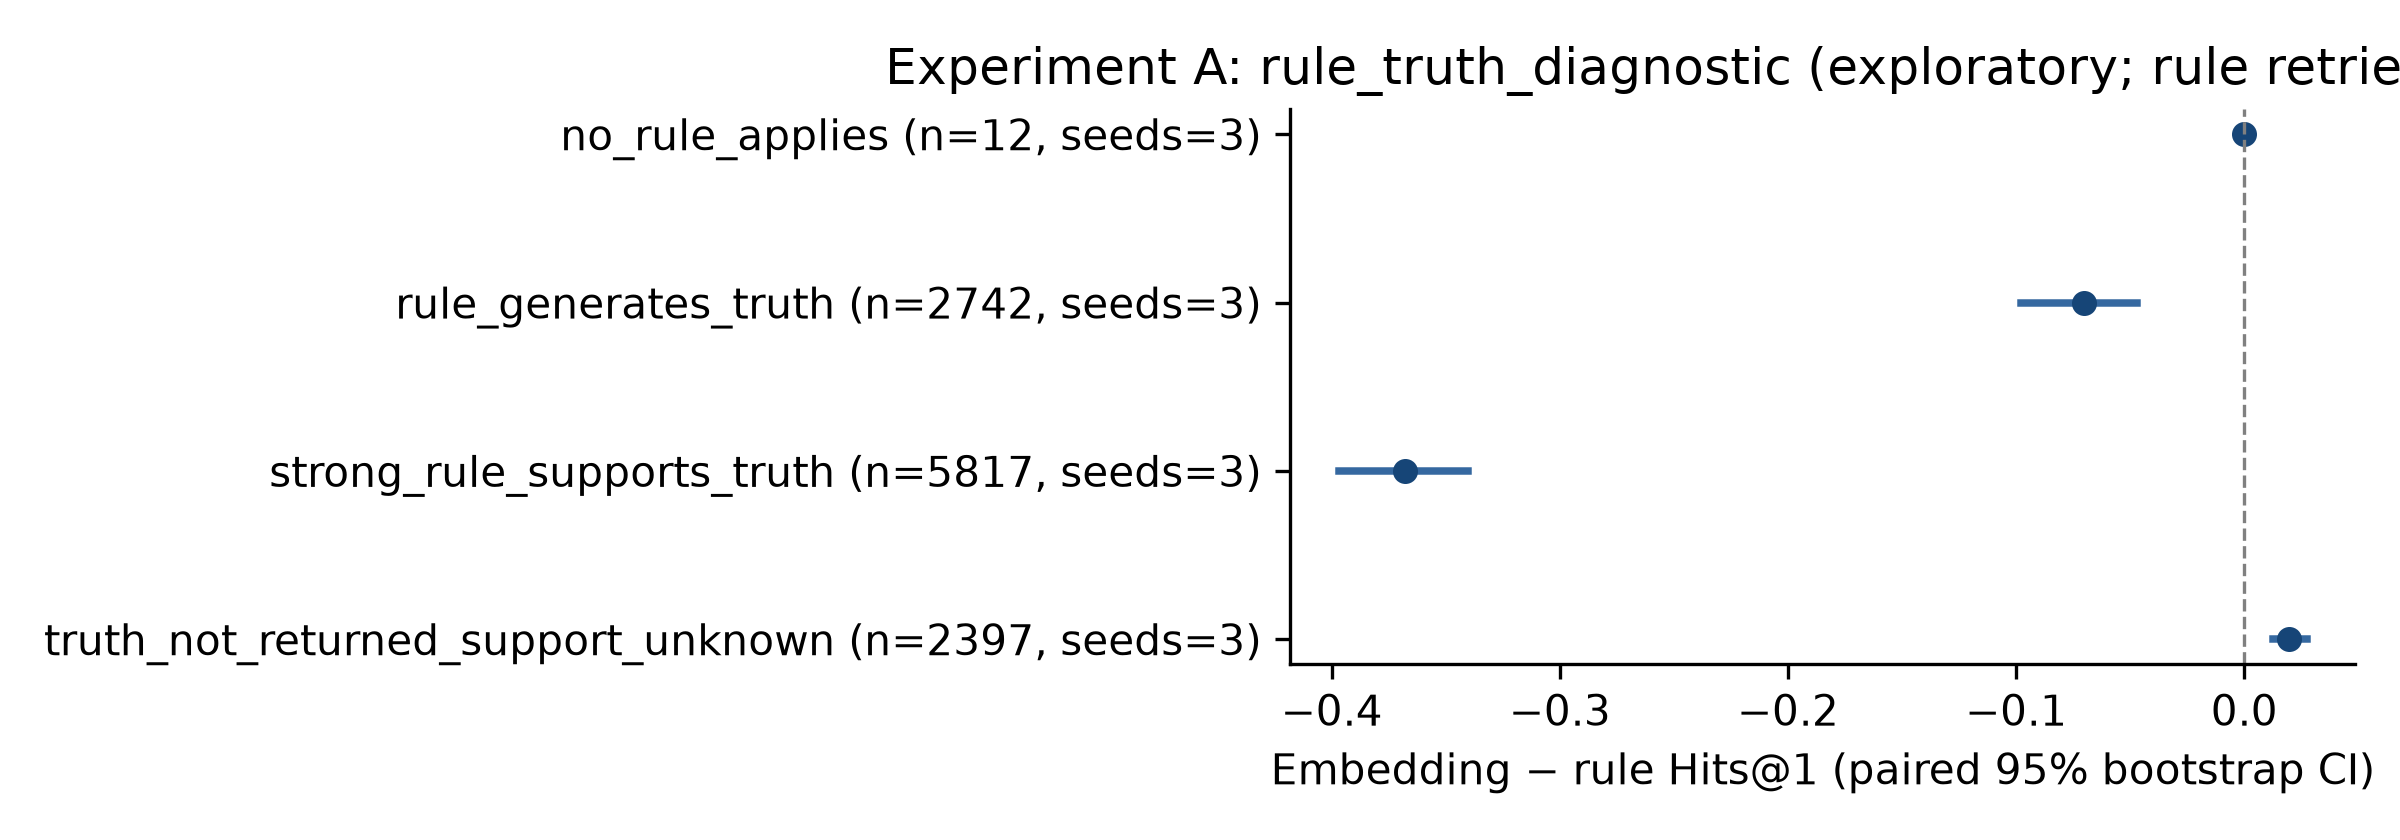 Experiment A: rule_truth_diagnostic (exploratory; rule retrie
no_rule_applies (n=12, seeds=3)
rule_generates_truth (n=2742, seeds=3)
strong_rule_supports_truth (n=5817, seeds=3)
truth_not_returned_support_unknown (n=2397, seeds=3)
−0.4 −0.3 −0.2 −0.1 0.0
Embedding − rule Hits@1 (paired 95% bootstrap CI)